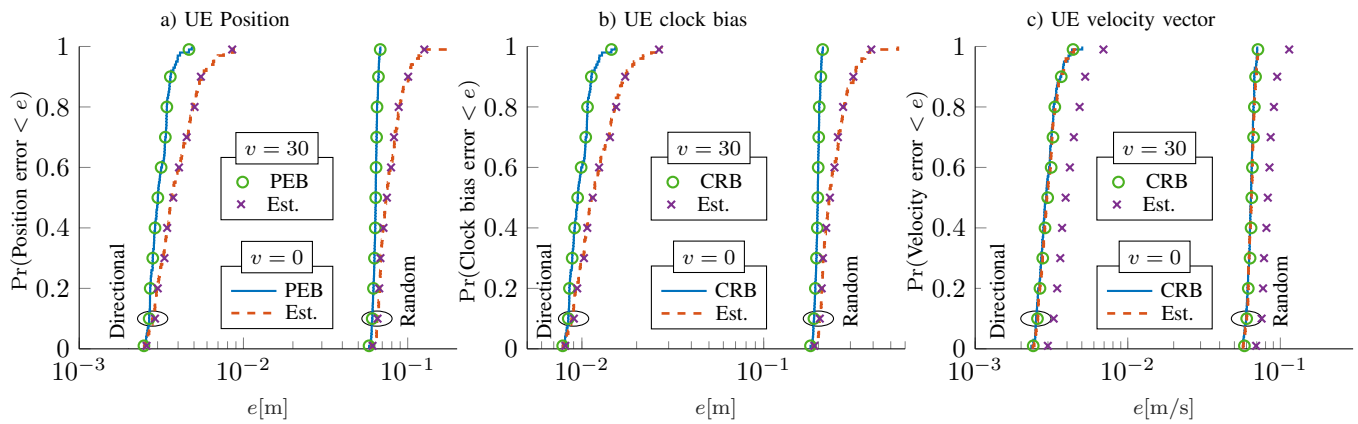 a) UE Position
Pr(Position error < e)
1
0.8
0.6
0.4
0.2
0
10^-3
10^-2
10^-1
e[m]
Directional
Random
v = 30
PEB
Est.
v = 0
PEB
Est.
b) UE clock bias
Pr(Clock bias error < e)
1
0.8
0.6
0.4
0.2
0
10^-2
10^-1
e[m]
Directional
Random
v = 30
CRB
Est.
v = 0
CRB
Est.
c) UE velocity vector
Pr(Velocity error < e)
1
0.8
0.6
0.4
0.2
0
10^-3
10^-2
10^-1
e[m/s]
Directional
Random
v = 30
CRB
Est.
v = 0
CRB
Est.